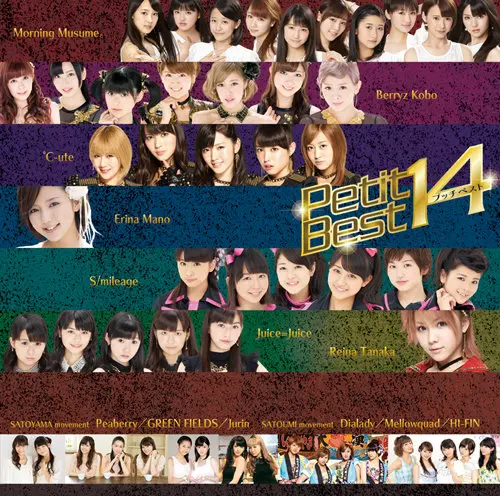 Morning Musume
Berryz Kobo
℃-ute
Petit Best 14
プッチベスト
Erina Mano
S/mileage
Juice=Juice
Reina Tanaka
SATOYAMA movement Peaberry／GREEN FIELDS／Jurin SATOUMI movement Dialady／Mellowquad／HI-FIN